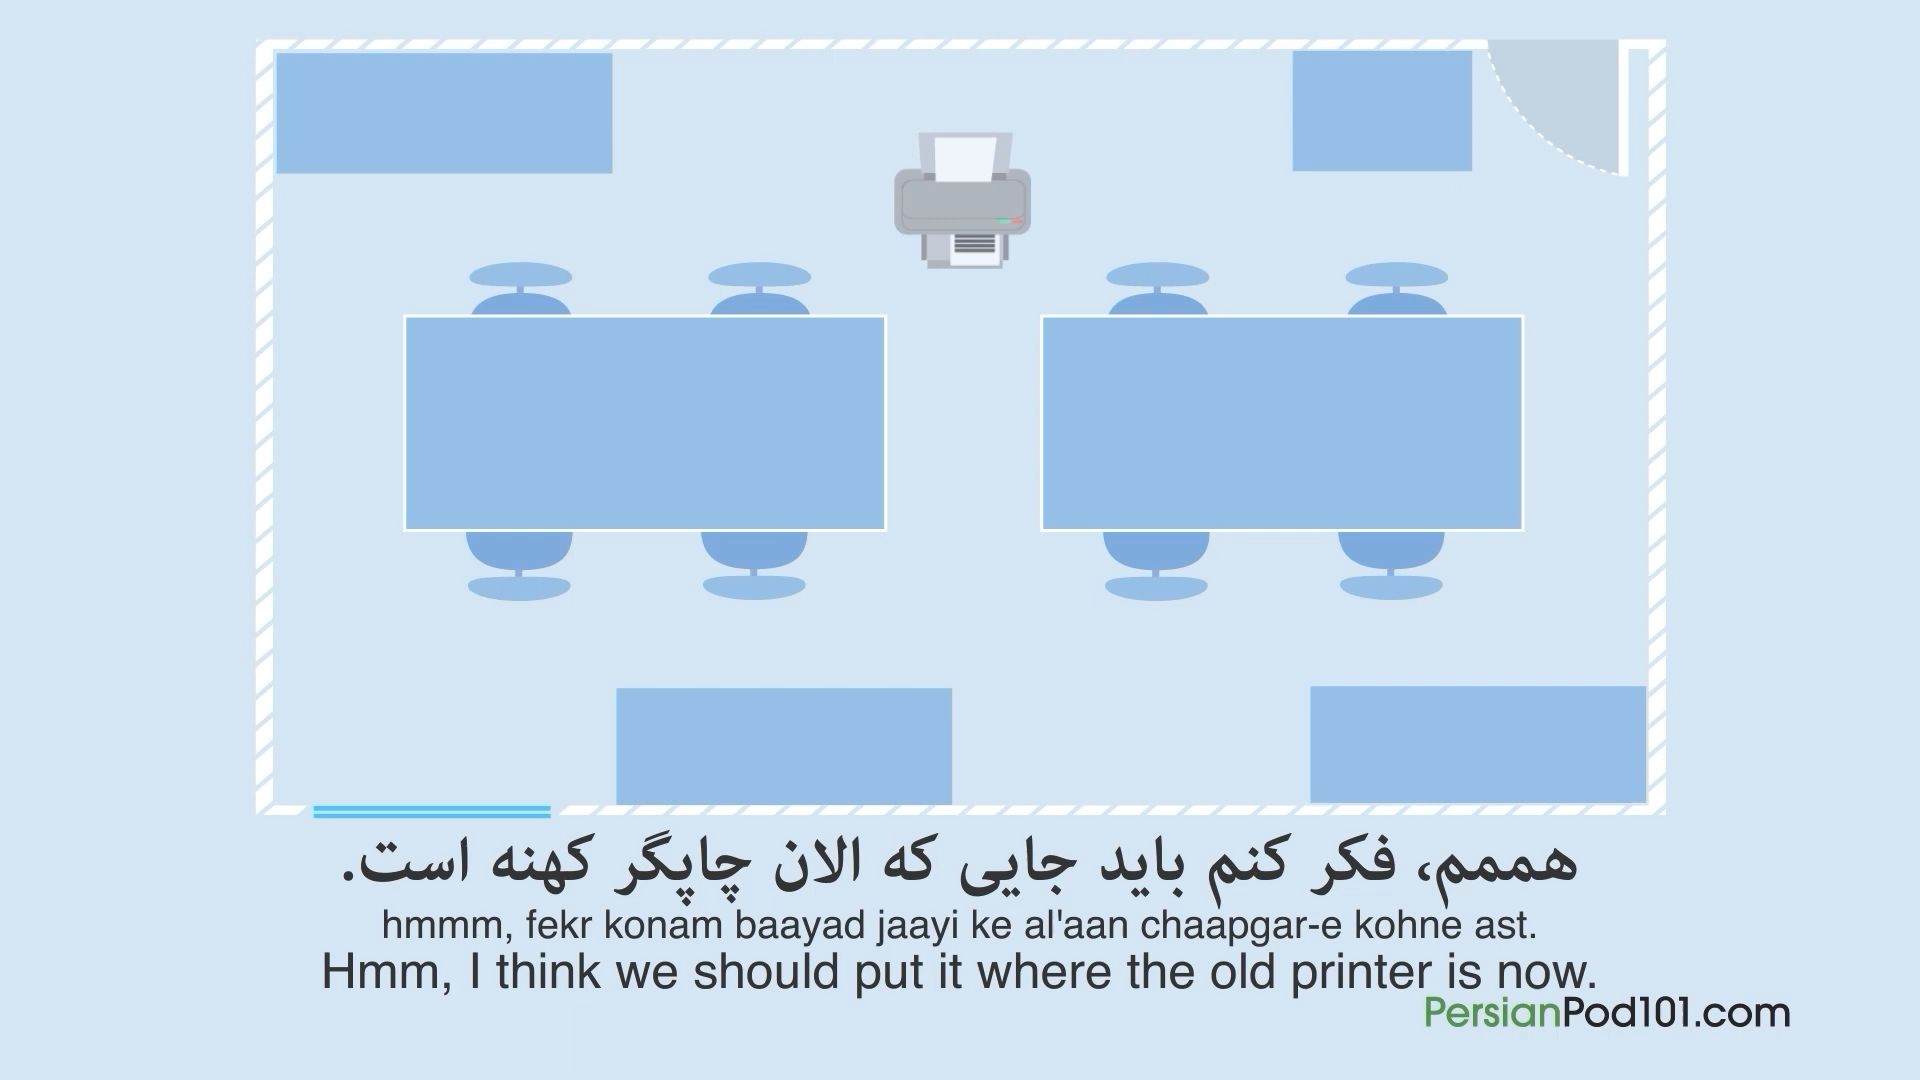 هممم، فکر کنم باید جایی که الان چاپگر کهنه است.
hmmm, fekr konam baayad jaayi ke al'aan chaapgar-e kohne ast.
Hmm, I think we should put it where the old printer is now.
PersianPod101.com